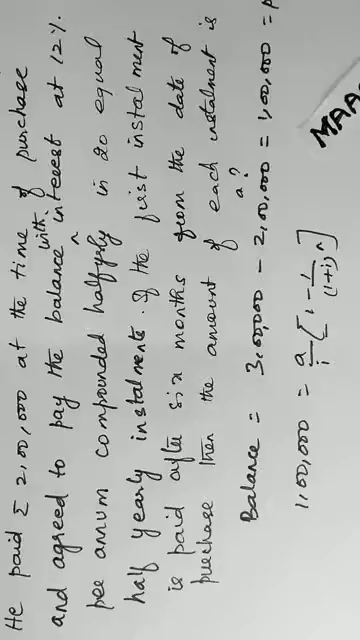 He paid Σ 2,00,000 at the time of purchase
and agreed to pay the balance with interest at 12%.
per annum compounded halfyrly in 20 equal
half yearly instalments. If the first instalment
is paid after six months from the date of
purchase then the amount of each instalment is
a?
Balance = 3,00,000 - 2,00,000 = 1,00,000 =
1,00,000 = a/i [1 - 1/(1+i)^n]